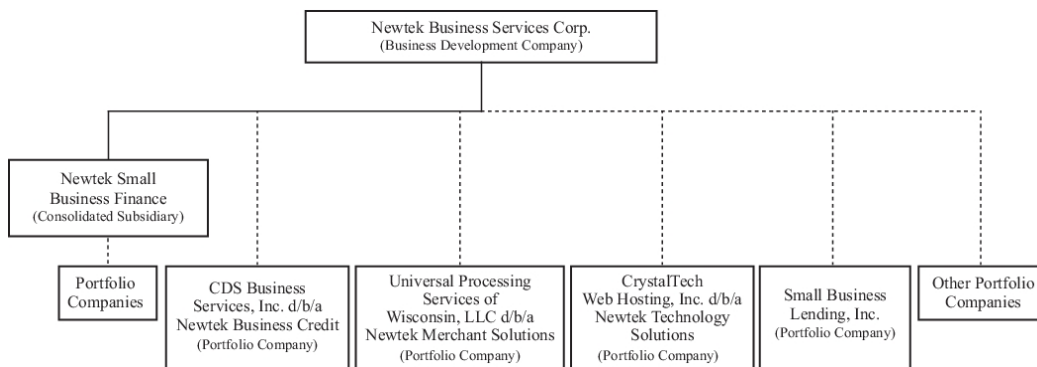 Newtek Business Services Corp.
(Business Development Company)
Newtek Small
Business Finance
(Consolidated Subsidiary)
Portfolio
Companies
CDS Business
Services, Inc. d/b/a
Newtek Business Credit
(Portfolio Company)
Universal Processing
Services of
Wisconsin, LLC d/b/a
Newtek Merchant Solutions
(Portfolio Company)
CrystalTech
Web Hosting, Inc. d/b/a
Newtek Technology
Solutions
(Portfolio Company)
Small Business
Lending, Inc.
(Portfolio Company)
Other Portfolio
Companies